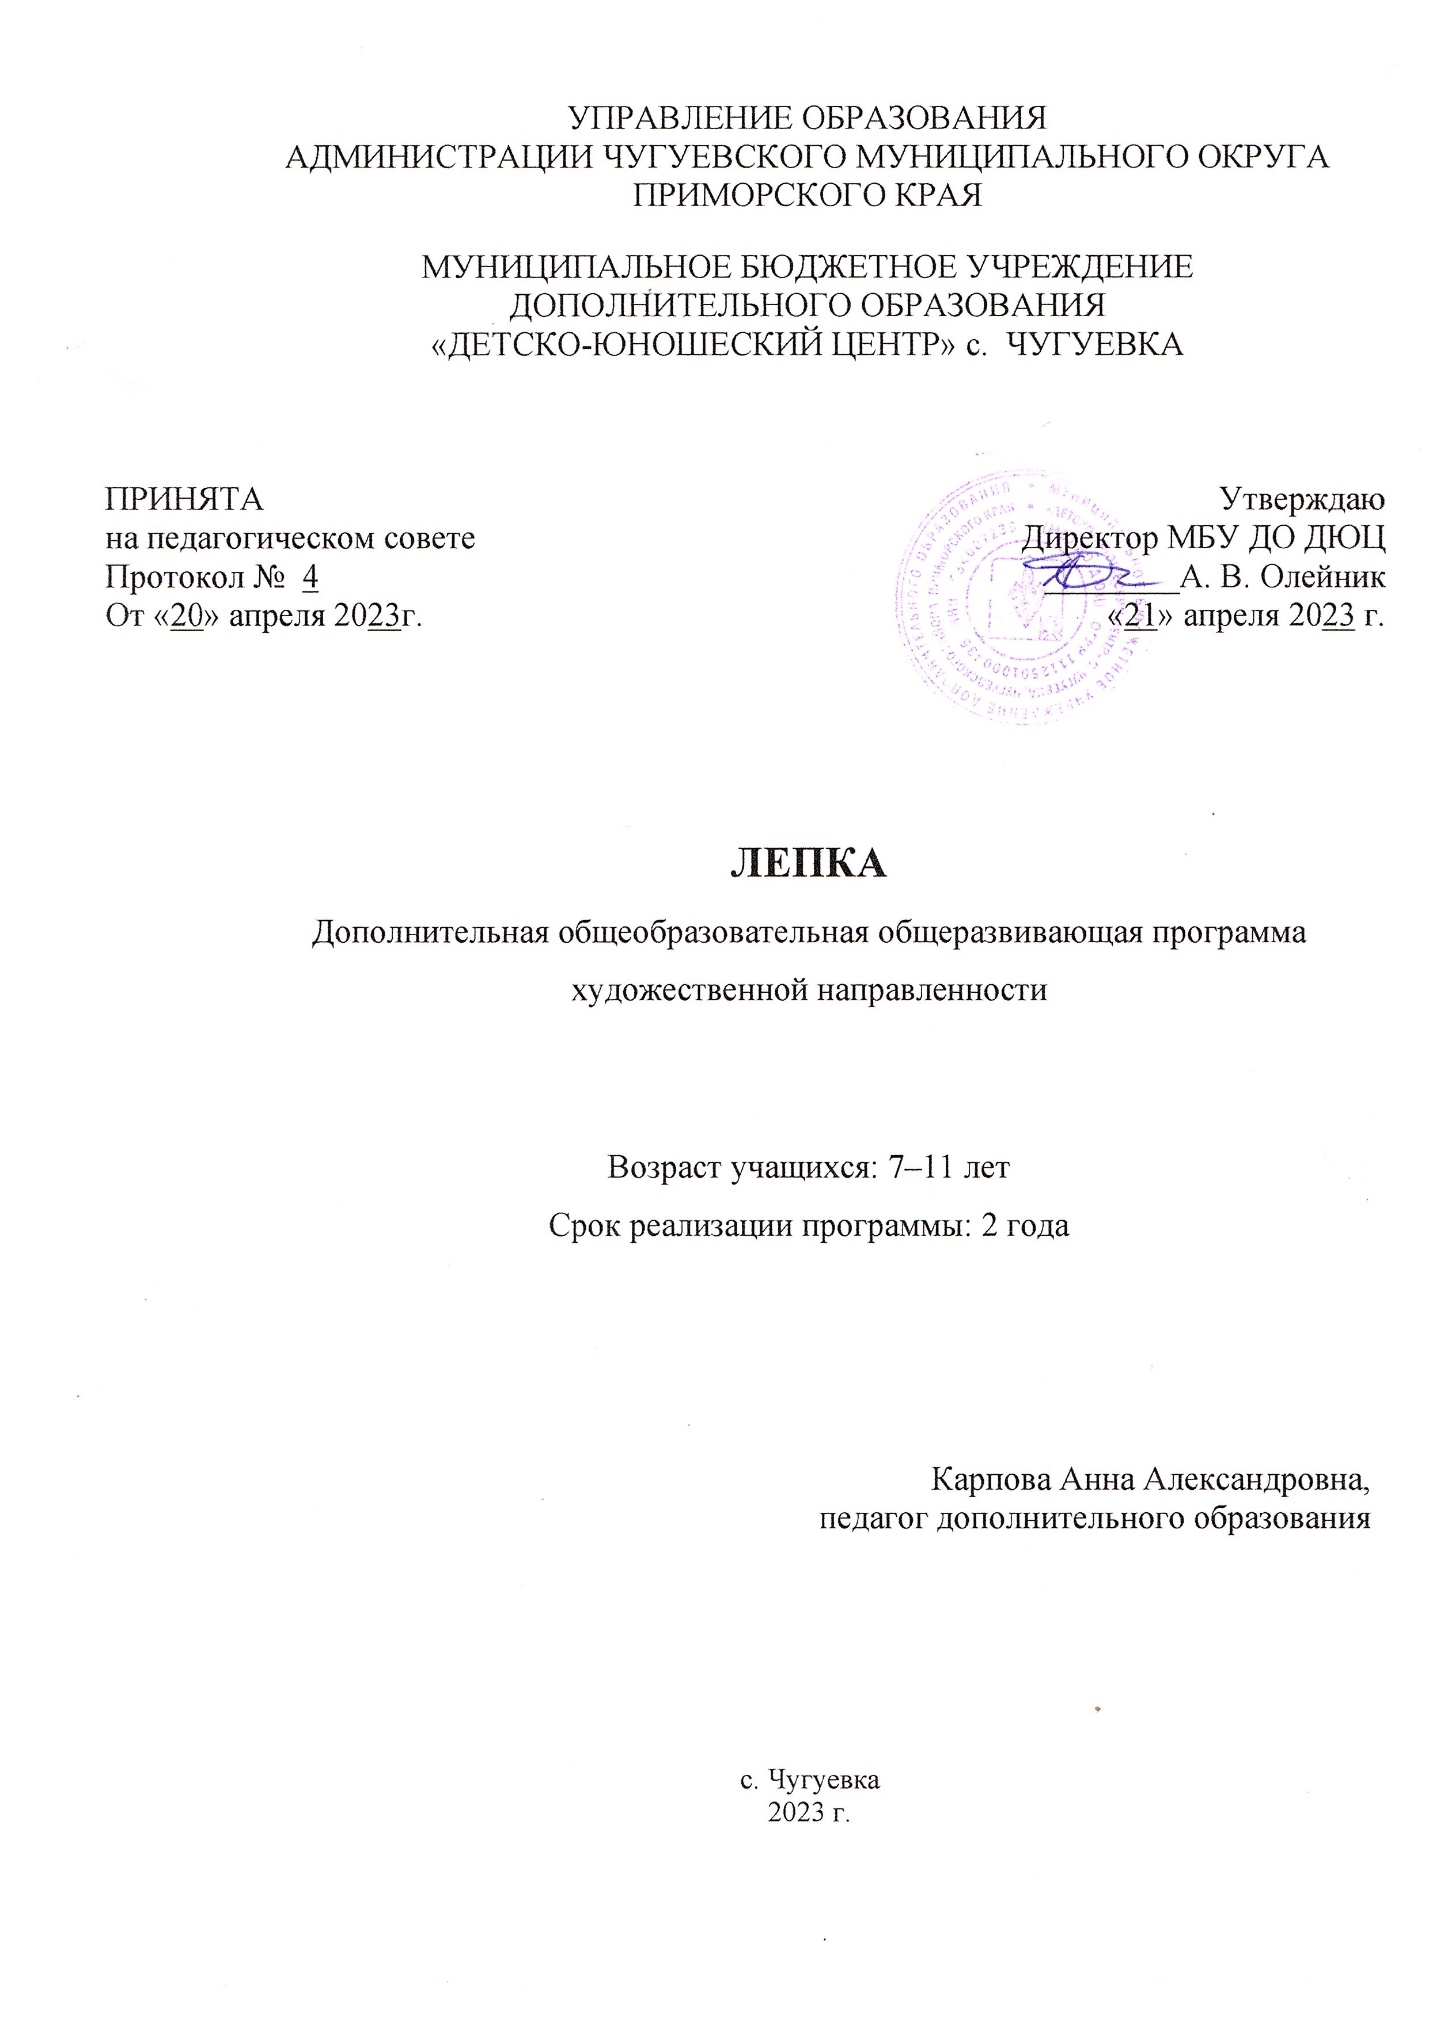 УПРАВЛЕНИЕ ОБРАЗОВАНИЯ
АДМИНИСТРАЦИИ ЧУГУЕВСКОГО МУНИЦИПАЛЬНОГО ОКРУГА
ПРИМОРСКОГО КРАЯ
МУНИЦИПАЛЬНОЕ БЮДЖЕТНОЕ УЧРЕЖДЕНИЕ
ДОПОЛНИТЕЛЬНОГО ОБРАЗОВАНИЯ
«ДЕТСКО-ЮНОШЕСКИЙ ЦЕНТР» с. ЧУГУЕВКА
ПРИНЯТА
на педагогическом совете
Протокол № 4
От «20» апреля 2023г.
Утверждаю
Директор МБУ ДО ДЮЦ
А. В. Олейник
«21» апреля 2023 г.
ЛЕПКА
Дополнительная общеобразовательная общеразвивающая программа
художественной направленности
Возраст учащихся: 7–11 лет
Срок реализации программы: 2 года
Карпова Анна Александровна,
педагог дополнительного образования
с. Чугуевка
2023 г.